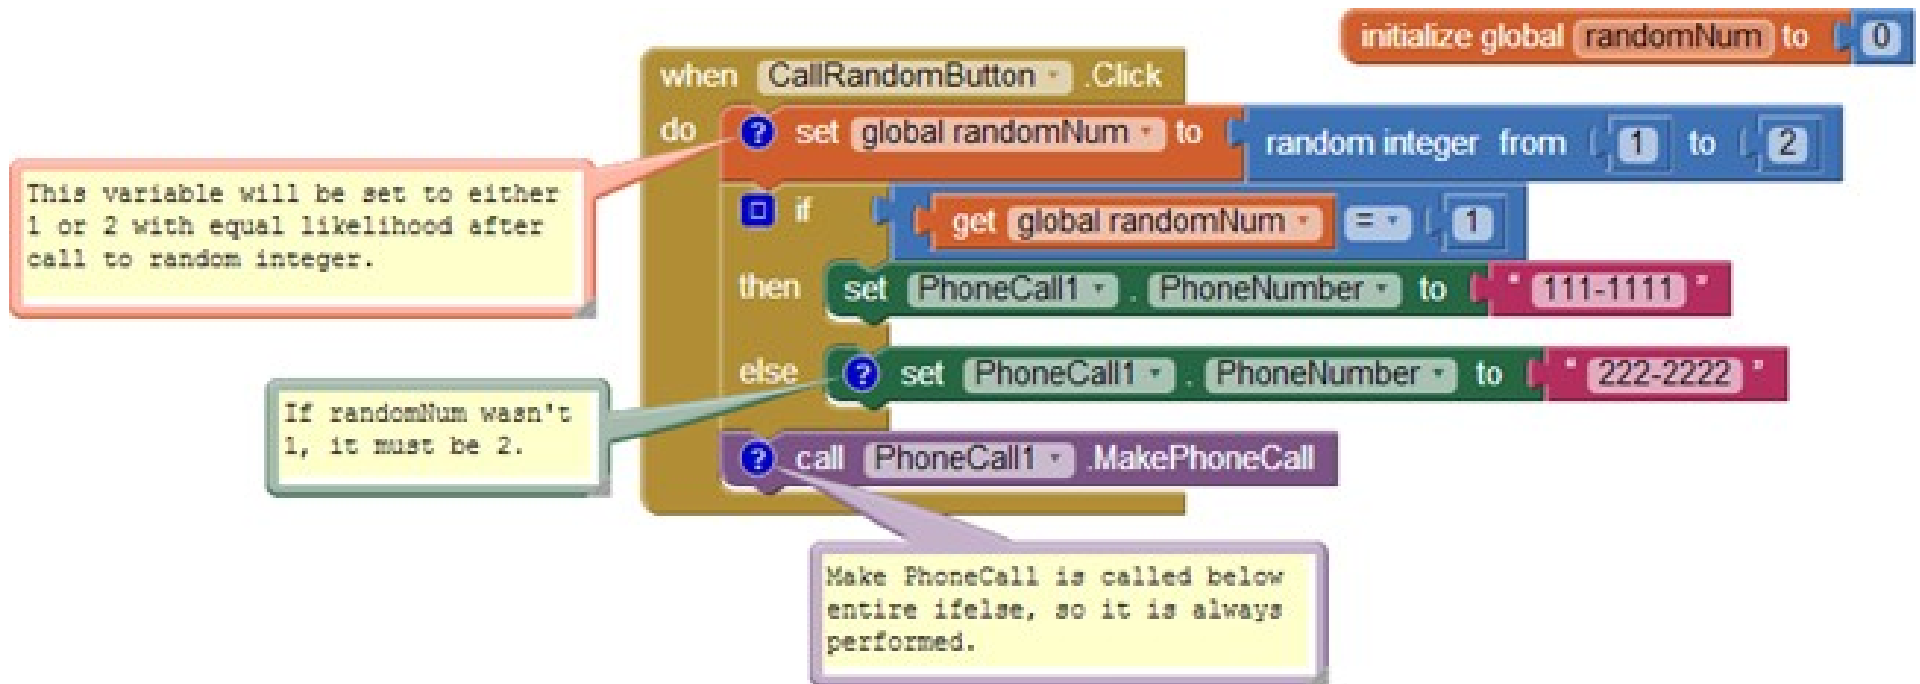 initialize global randomNum to 0
when CallRandomButton .Click
do ? set global randomNum to random integer from 1 to 2
This variable will be set to either
1 or 2 with equal likelihood after
call to random integer.
if get global randomNum = 1
then set PhoneCall1 . PhoneNumber to " 111-1111 "
else ? set PhoneCall1 . PhoneNumber to " 222-2222 "
If randomNum wasn't
1, it must be 2.
? call PhoneCall1 .MakePhoneCall
Make PhoneCall is called below
entire ifelse, so it is always
performed.